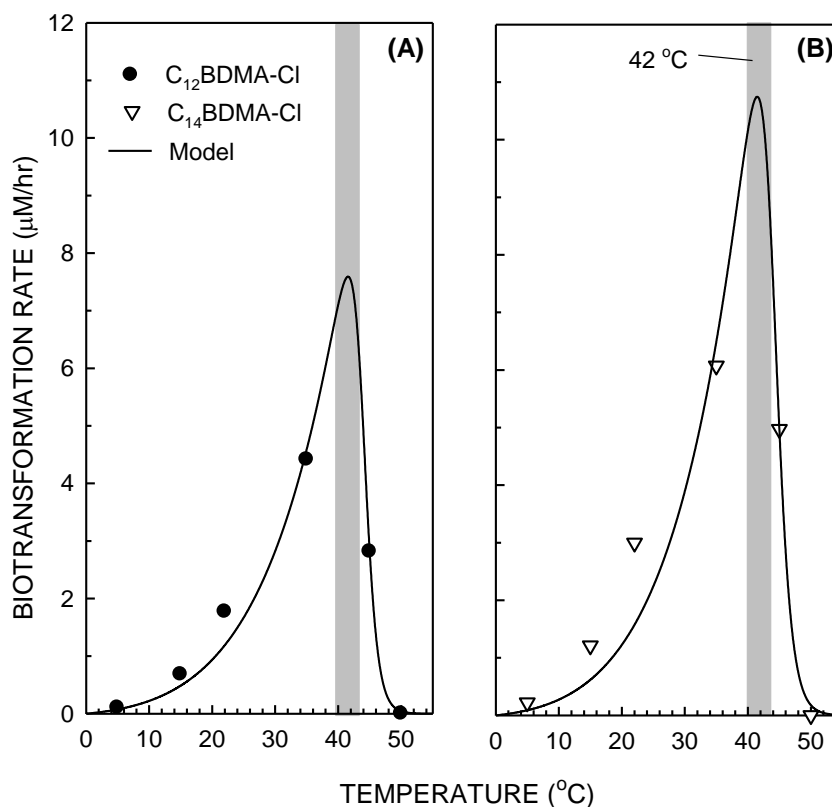 (A)
C₁₂BDMA-Cl
C₁₄BDMA-Cl
Model
(B)
42 °C
BIOTRANSFORMATION RATE (μM/hr)
12
10
8
6
4
2
0
0 10 20 30 40 50
0 10 20 30 40 50
TEMPERATURE (°C)